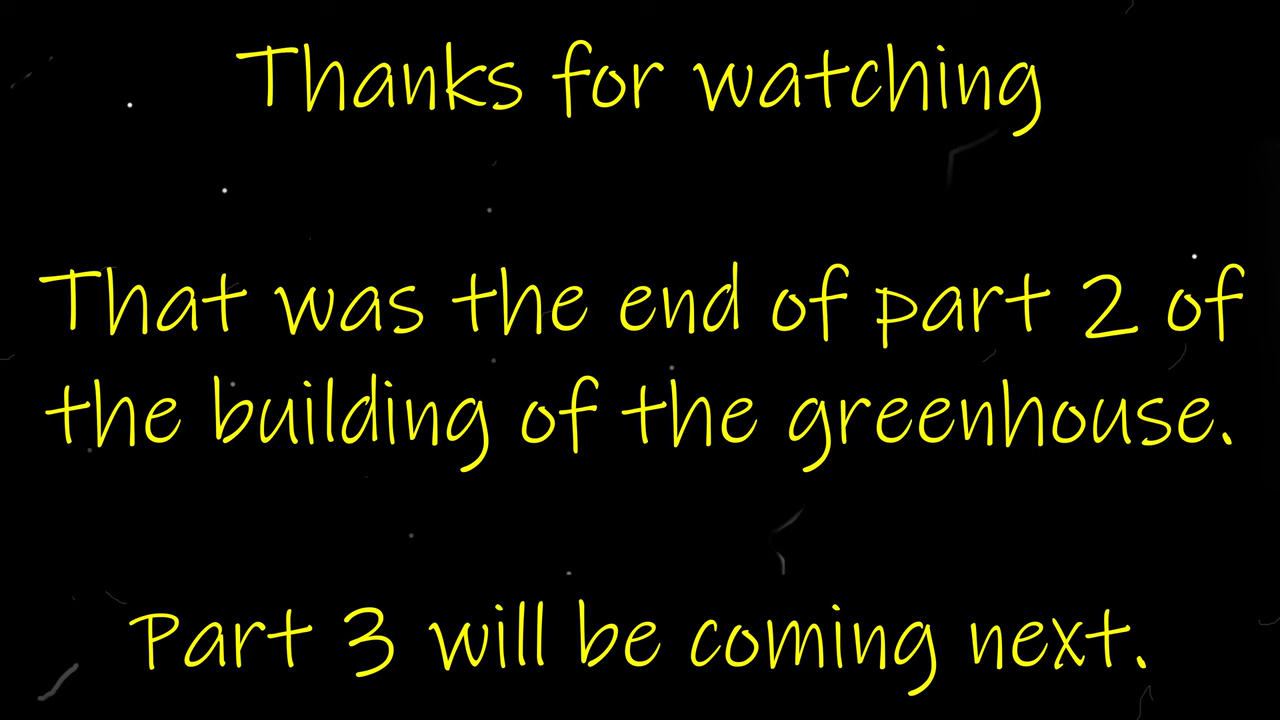 Thanks for watching
That was the end of part 2 of
the building of the greenhouse.
Part 3 will be coming next.